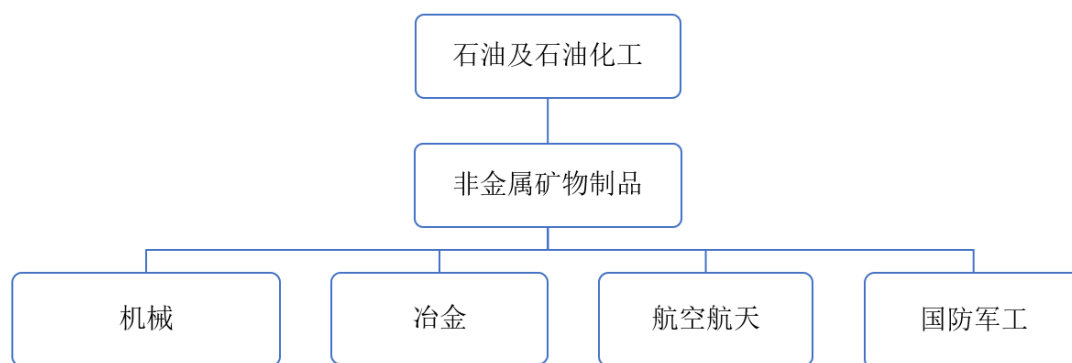 石油及石油化工
非金属矿物制品
机械
冶金
航空航天
国防军工